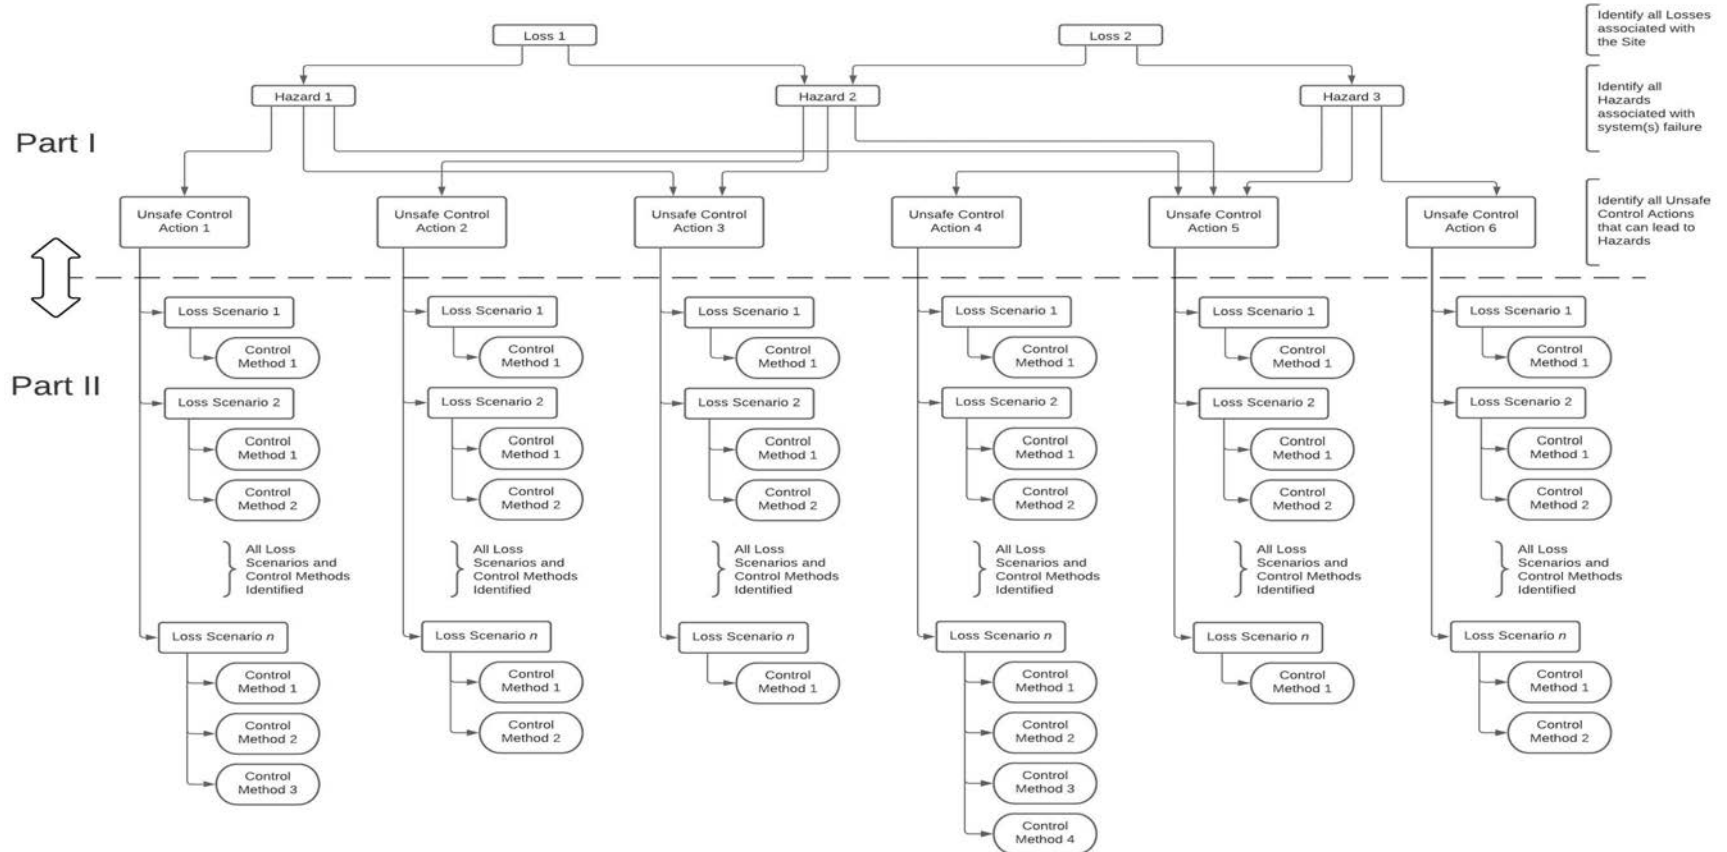 Loss 1
Loss 2
Identify all Losses
associated with
the Site
Hazard 1
Hazard 2
Hazard 3
Identify all
Hazards
associated with
system(s) failure
Part I
Unsafe Control
Action 1
Unsafe Control
Action 2
Unsafe Control
Action 3
Unsafe Control
Action 4
Unsafe Control
Action 5
Unsafe Control
Action 6
Identify all Unsafe
Control Actions
that can lead to
Hazards
Part II
Loss Scenario 1
Control
Method 1
Loss Scenario 2
Control
Method 1
Control
Method 2
All Loss
Scenarios and
Control Methods
Identified
Loss Scenario n
Control
Method 1
Control
Method 2
Control
Method 3
Loss Scenario 1
Control
Method 1
Loss Scenario 2
Control
Method 1
Control
Method 2
All Loss
Scenarios and
Control Methods
Identified
Loss Scenario n
Control
Method 1
Control
Method 2
Loss Scenario 1
Control
Method 1
Loss Scenario 2
Control
Method 1
Control
Method 2
All Loss
Scenarios and
Control Methods
Identified
Loss Scenario n
Control
Method 1
Loss Scenario 1
Control
Method 1
Loss Scenario 2
Control
Method 1
Control
Method 2
All Loss
Scenarios and
Control Methods
Identified
Loss Scenario n
Control
Method 1
Control
Method 2
Control
Method 3
Control
Method 4
Loss Scenario 1
Control
Method 1
Loss Scenario 2
Control
Method 1
Control
Method 2
All Loss
Scenarios and
Control Methods
Identified
Loss Scenario n
Control
Method 1
Loss Scenario 1
Control
Method 1
Loss Scenario 2
Control
Method 1
Control
Method 2
All Loss
Scenarios and
Control Methods
Identified
Loss Scenario n
Control
Method 1
Control
Method 2